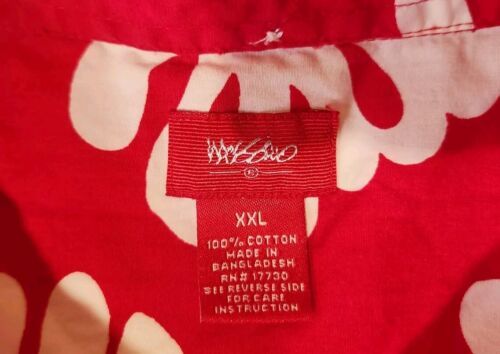 Mossimo
XXL
100% COTTON
MADE IN
BANGLADESH
RN# 17730
SEE REVERSE SIDE
FOR CARE
INSTRUCTION